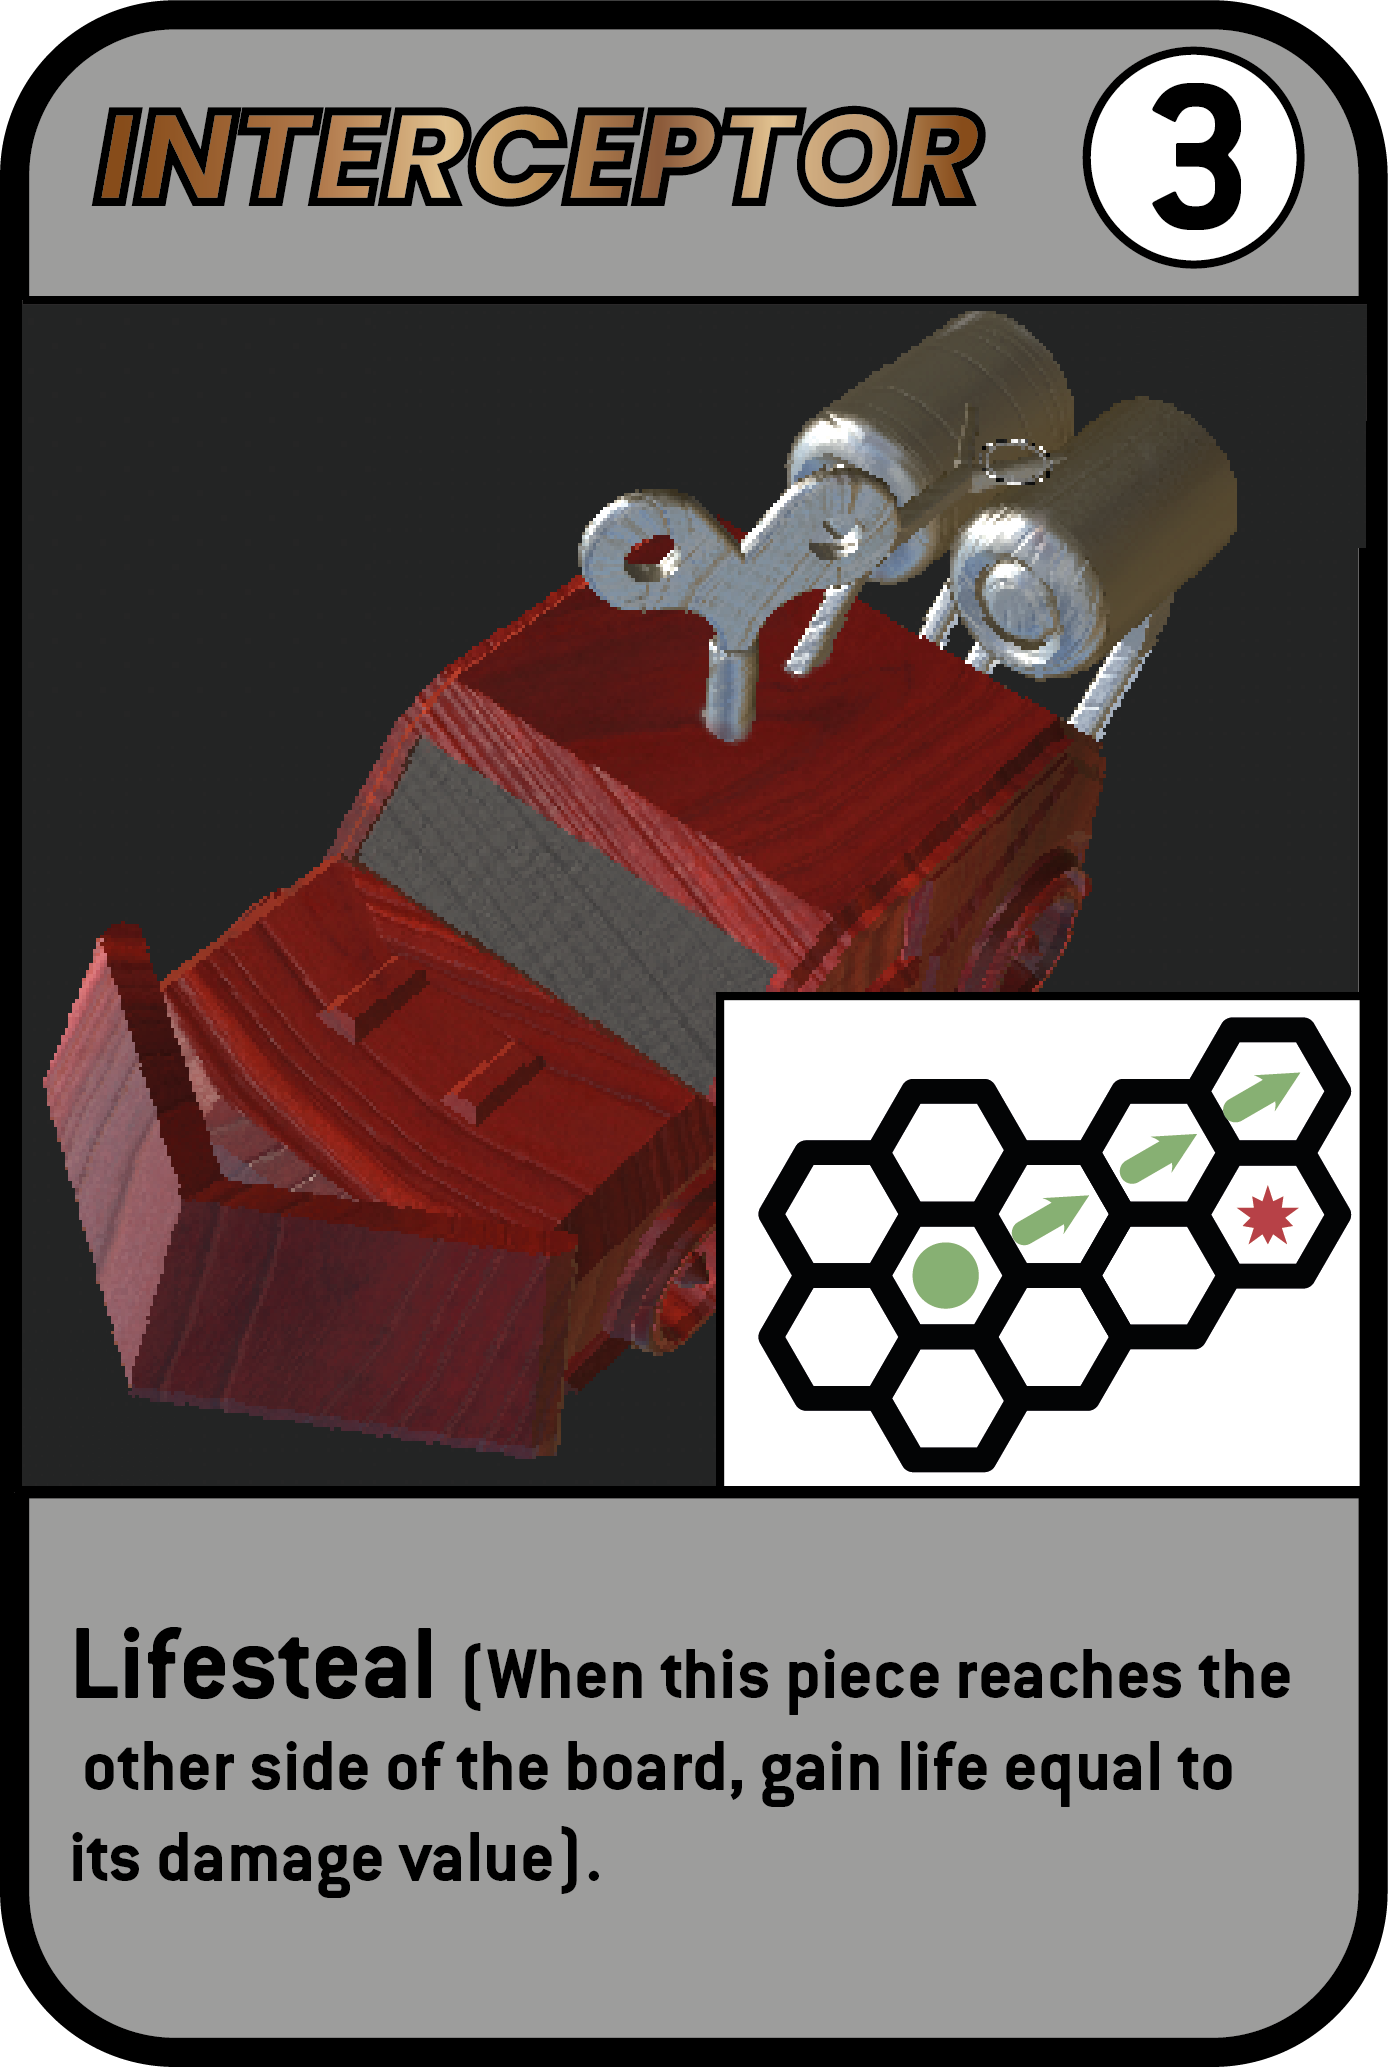 INTERCEPTOR
3
Lifesteal (When this piece reaches the
other side of the board, gain life equal to
its damage value).